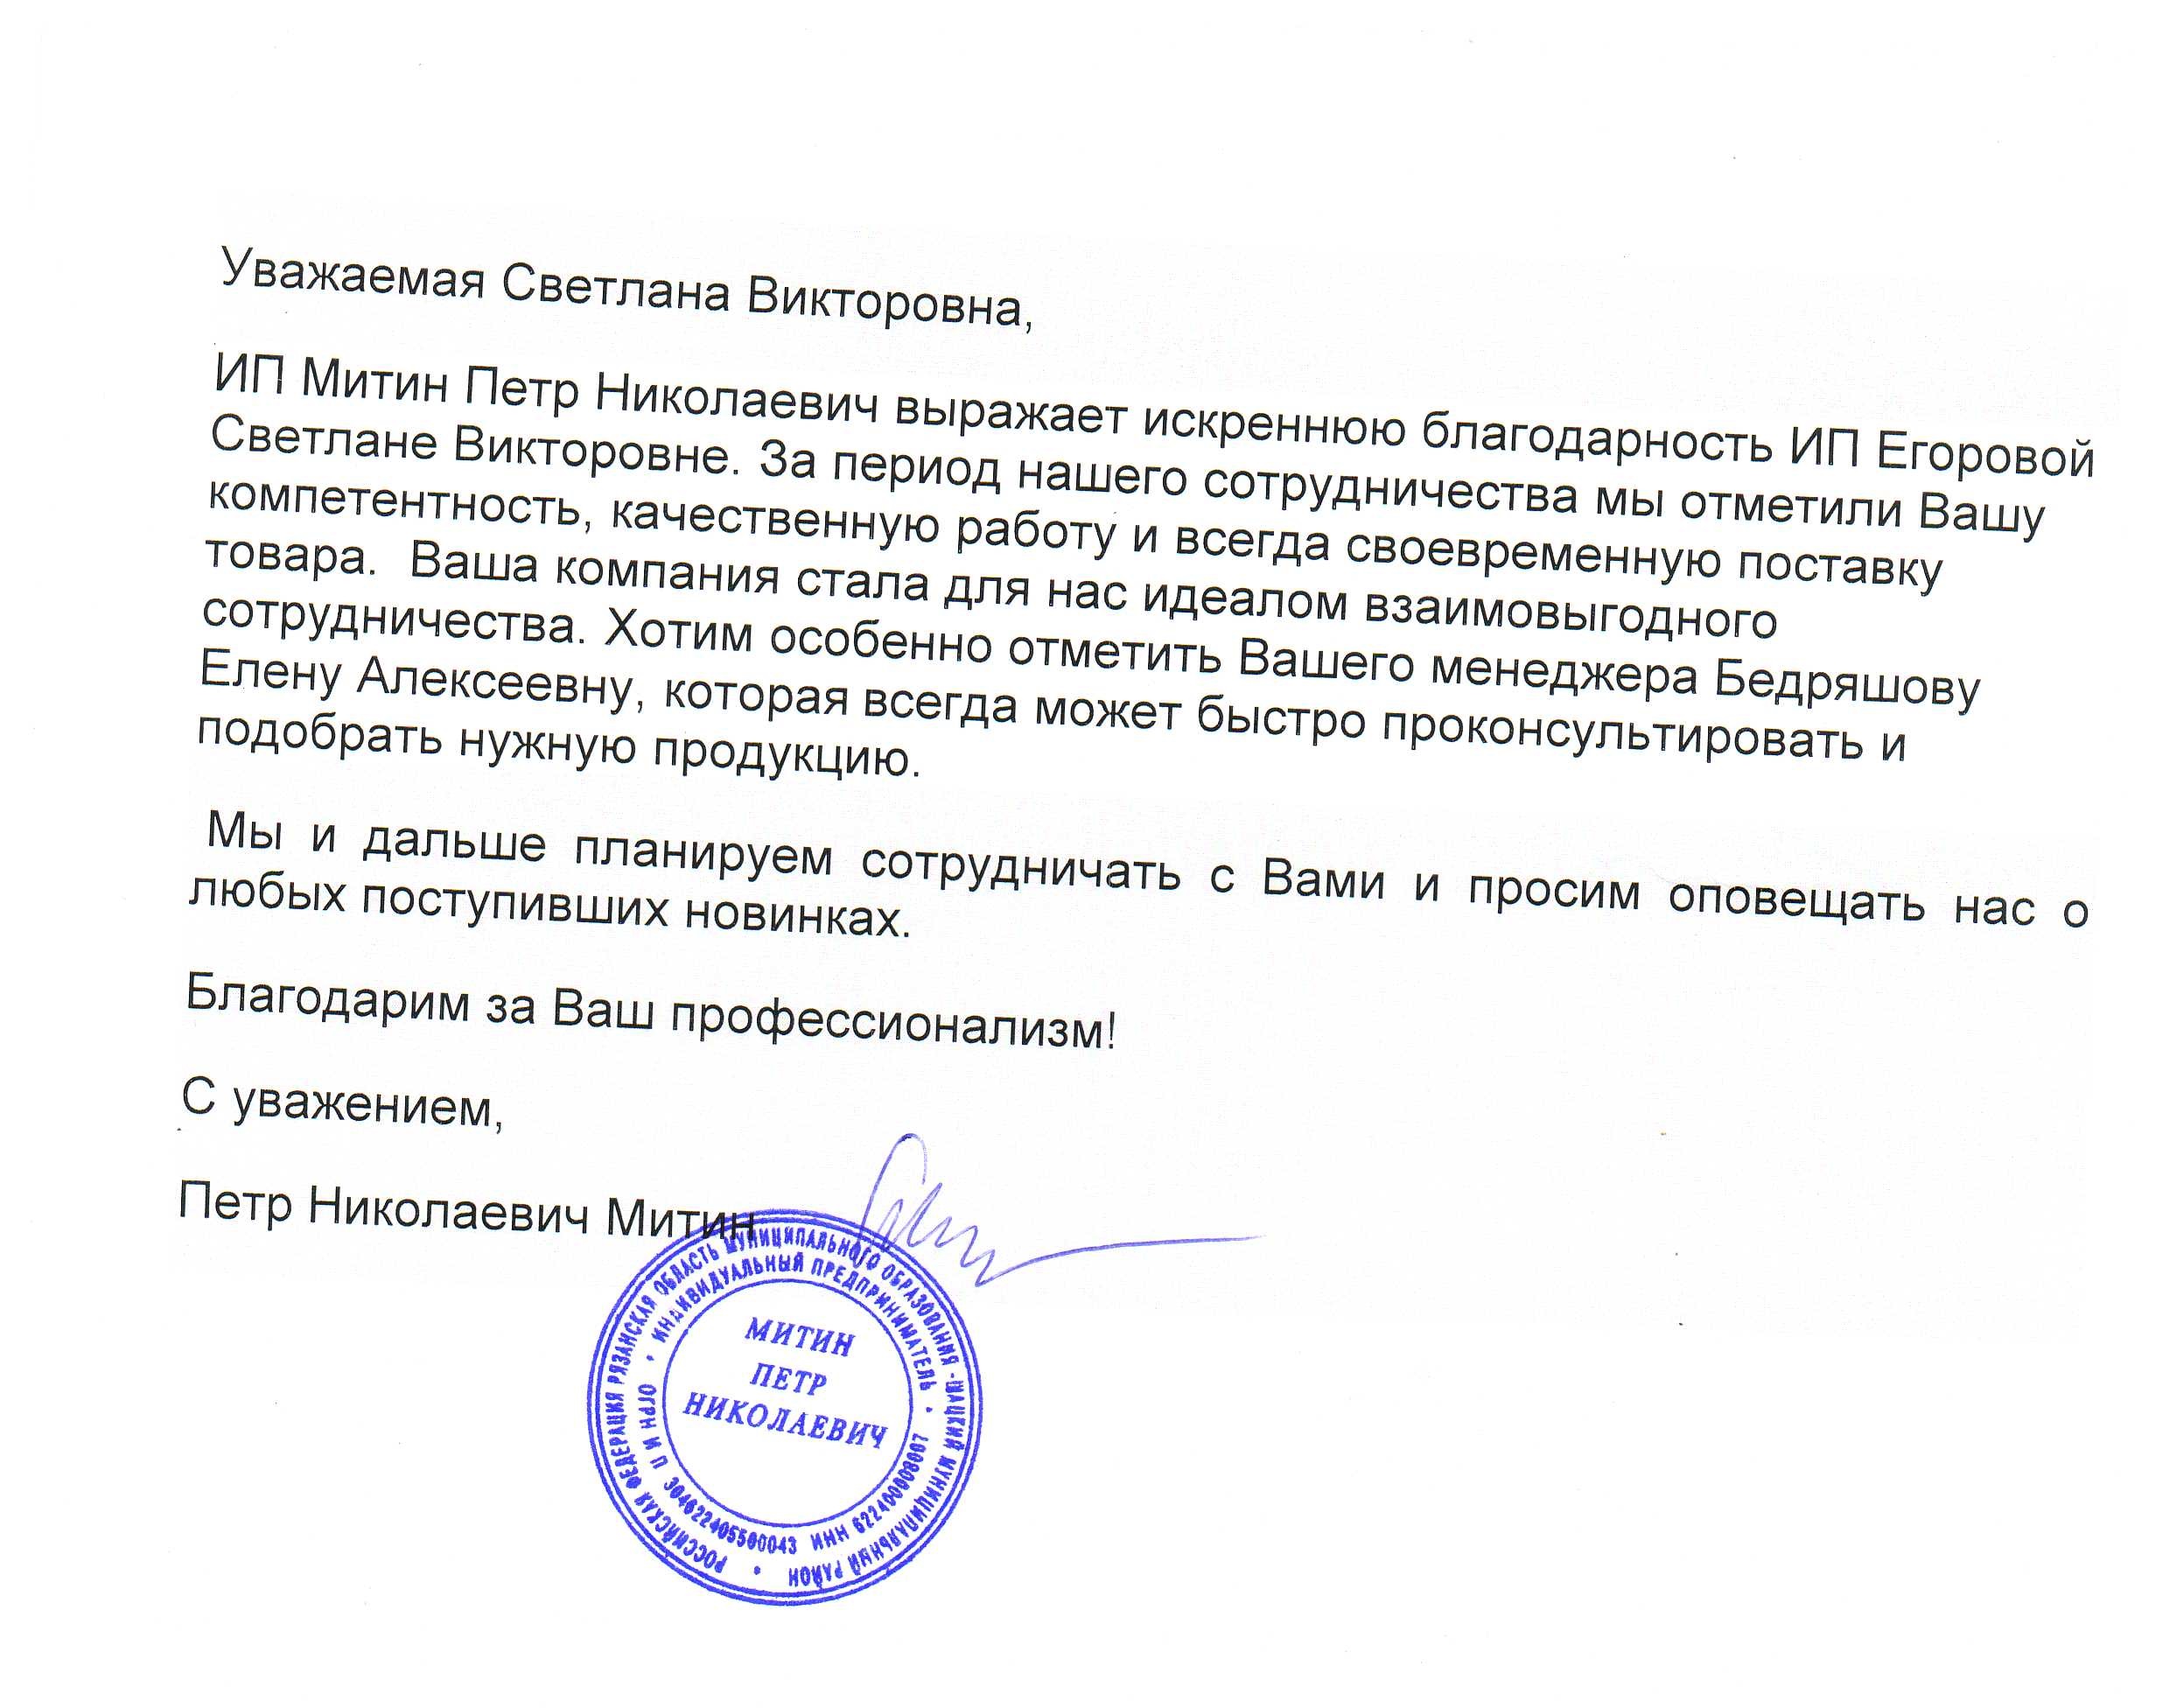 Уважаемая Светлана Викторовна,
ИП Митин Петр Николаевич выражает искреннюю благодарность ИП Егоровой
Светлане Викторовне. За период нашего сотрудничества мы отметили Вашу
компетентность, качественную работу и всегда своевременную поставку
товара.  Ваша компания стала для нас идеалом взаимовыгодного
сотрудничества. Хотим особенно отметить Вашего менеджера Бедряшову
Елену Алексеевну, которая всегда может быстро проконсультировать и
подобрать нужную продукцию.
Мы и дальше планируем сотрудничать с Вами и просим оповещать нас о
любых поступивших новинках.
Благодарим за Ваш профессионализм!
С уважением,
Петр Николаевич Митин
РОССИЙСКАЯ ФЕДЕРАЦИЯ РЯЗАНСКАЯ ОБЛАСТЬ МУНИЦИПАЛЬНОГО ОБРАЗОВАНИЯ - ШАЦКИЙ МУНИЦИПАЛЬНЫЙ РАЙОН
• ИНДИВИДУАЛЬНЫЙ ПРЕДПРИНИМАТЕЛЬ •
ОГРН И П 304622405500043 ИНН 622400008007
МИТИН
ПЕТР
НИКОЛАЕВИЧ